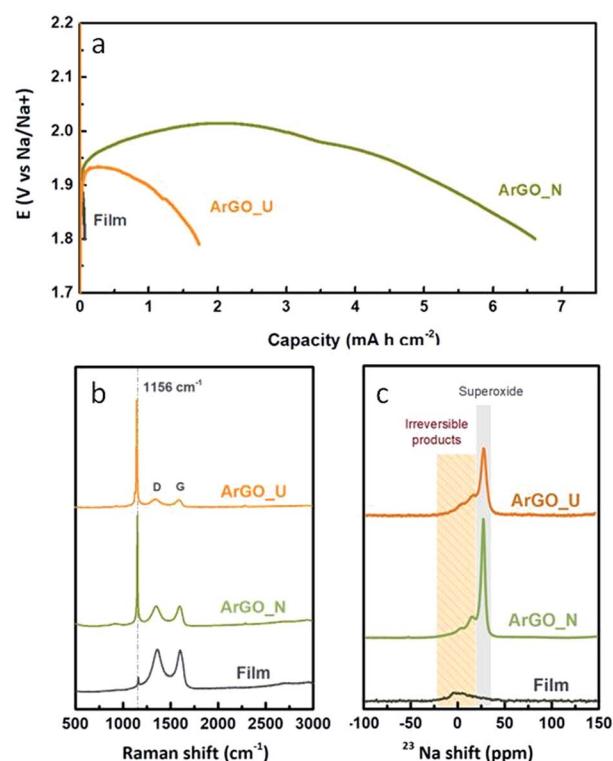 a
2.2
2.1
2.0
1.9
1.8
1.7
E (V vs Na/Na+)
Film
ArGO_U
ArGO_N
0 1 2 3 4 5 6 7
Capacity (mA h cm⁻²)
b
1156 cm⁻¹
D G
ArGO_U
ArGO_N
Film
500 1000 1500 2000 2500 3000
Raman shift (cm⁻¹)
c
Superoxide
Irreversible
products
ArGO_U
ArGO_N
Film
-100 -50 0 50 100 150
²³ Na shift (ppm)